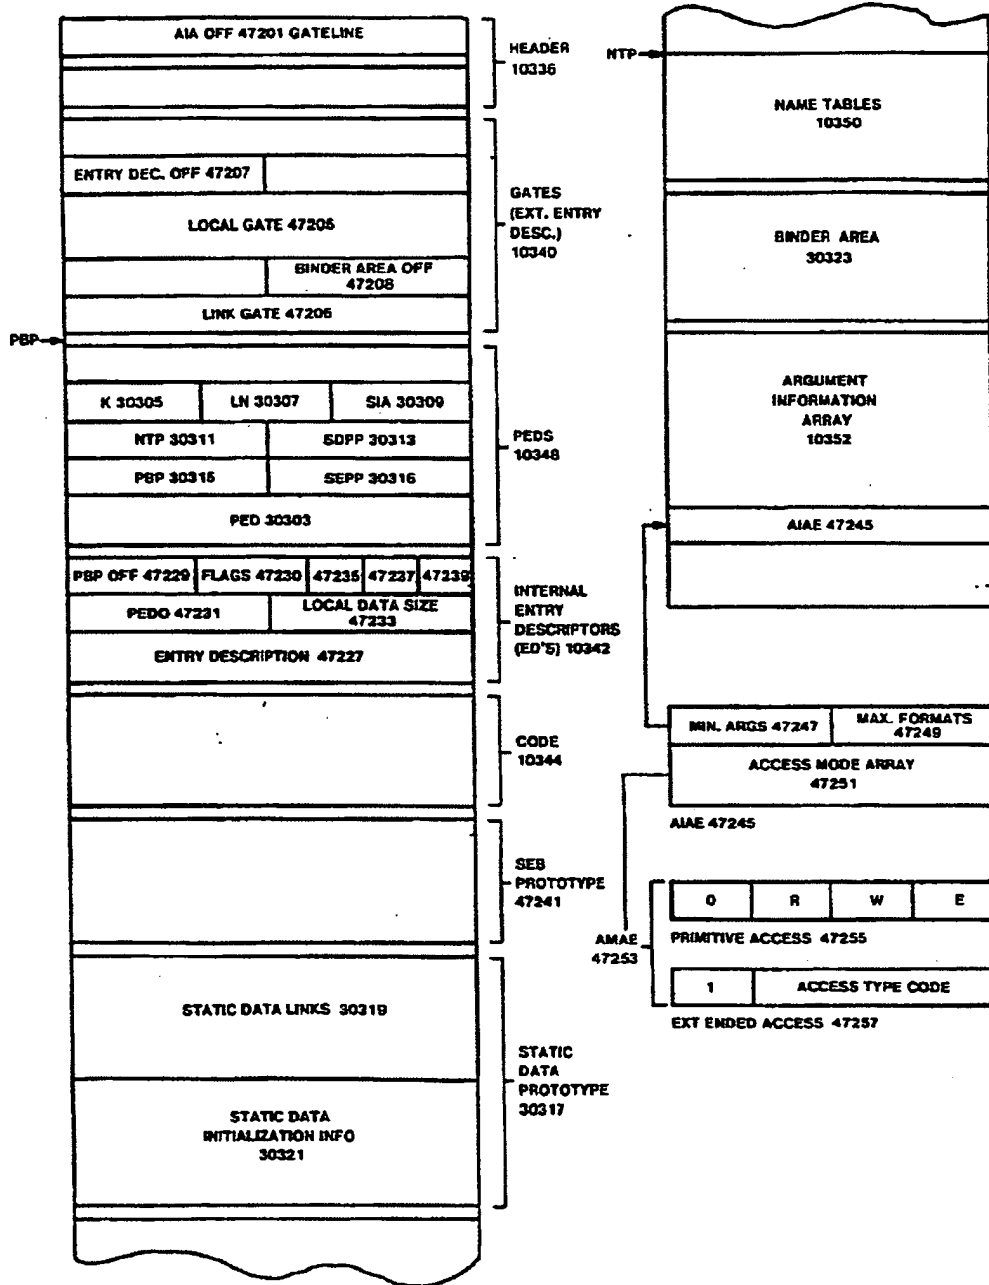 AIA OFF 47201 GATELINE
HEADER
10336
ENTRY DEC. OFF 47207
LOCAL GATE 47205
BINDER AREA OFF
47208
LINK GATE 47206
GATES
(EXT. ENTRY
DESC.)
10340
PBP
K 30305
LN 30307
SIA 30309
NTP 30311
SDPP 30313
PBP 30315
SEPP 30316
PED 30303
PEDS
10348
PBP OFF 47229
FLAGS 47230
47235
47237
47239
PEDO 47231
LOCAL DATA SIZE
47233
ENTRY DESCRIPTION 47227
INTERNAL
ENTRY
DESCRIPTORS
(ED'S) 10342
CODE
10344
SEB
PROTOTYPE
47241
STATIC DATA LINKS 30319
STATIC DATA
INITIALIZATION INFO
30321
STATIC
DATA
PROTOTYPE
30317
NTP
NAME TABLES
10350
BINDER AREA
30323
ARGUMENT
INFORMATION
ARRAY
10352
AIAE 47245
MIN. ARGS 47247
MAX. FORMATS
47249
ACCESS MODE ARRAY
47251
AIAE 47245
AMAE
47253
0
R
W
E
PRIMITIVE ACCESS 47255
1
ACCESS TYPE CODE
EXT ENDED ACCESS 47257